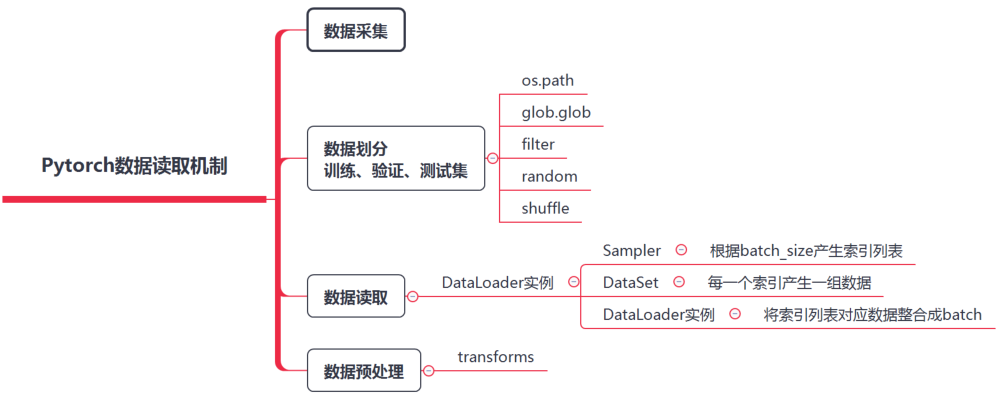 Pytorch数据读取机制
数据采集
数据划分
训练、验证、测试集
os.path
glob.glob
filter
random
shuffle
数据读取
DataLoader实例
Sampler
根据batch_size产生索引列表
DataSet
每一个索引产生一组数据
DataLoader实例
将索引列表对应数据整合成batch
数据预处理
transforms